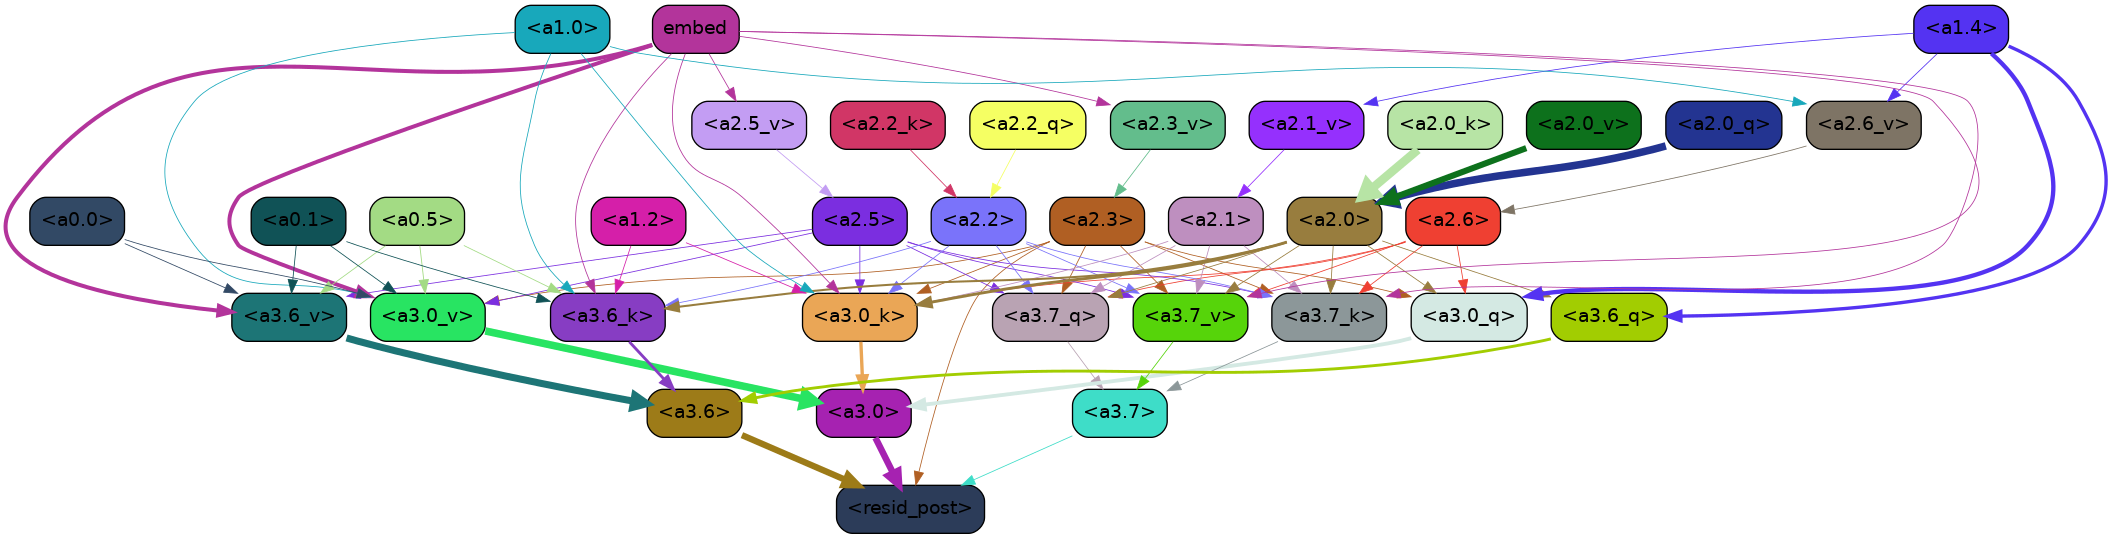 <a1.0>
embed
<a1.4>
<a2.5_v>
<a2.2_k>
<a2.2_q>
<a2.3_v>
<a2.1_v>
<a2.0_k>
<a2.0_v>
<a2.0_q>
<a2.6_v>
<a0.0>
<a0.1>
<a0.5>
<a1.2>
<a2.5>
<a2.2>
<a2.3>
<a2.1>
<a2.0>
<a2.6>
<a3.6_v>
<a3.0_v>
<a3.6_k>
<a3.0_k>
<a3.7_q>
<a3.7_v>
<a3.7_k>
<a3.0_q>
<a3.6_q>
<a3.6>
<a3.0>
<a3.7>
<resid_post>